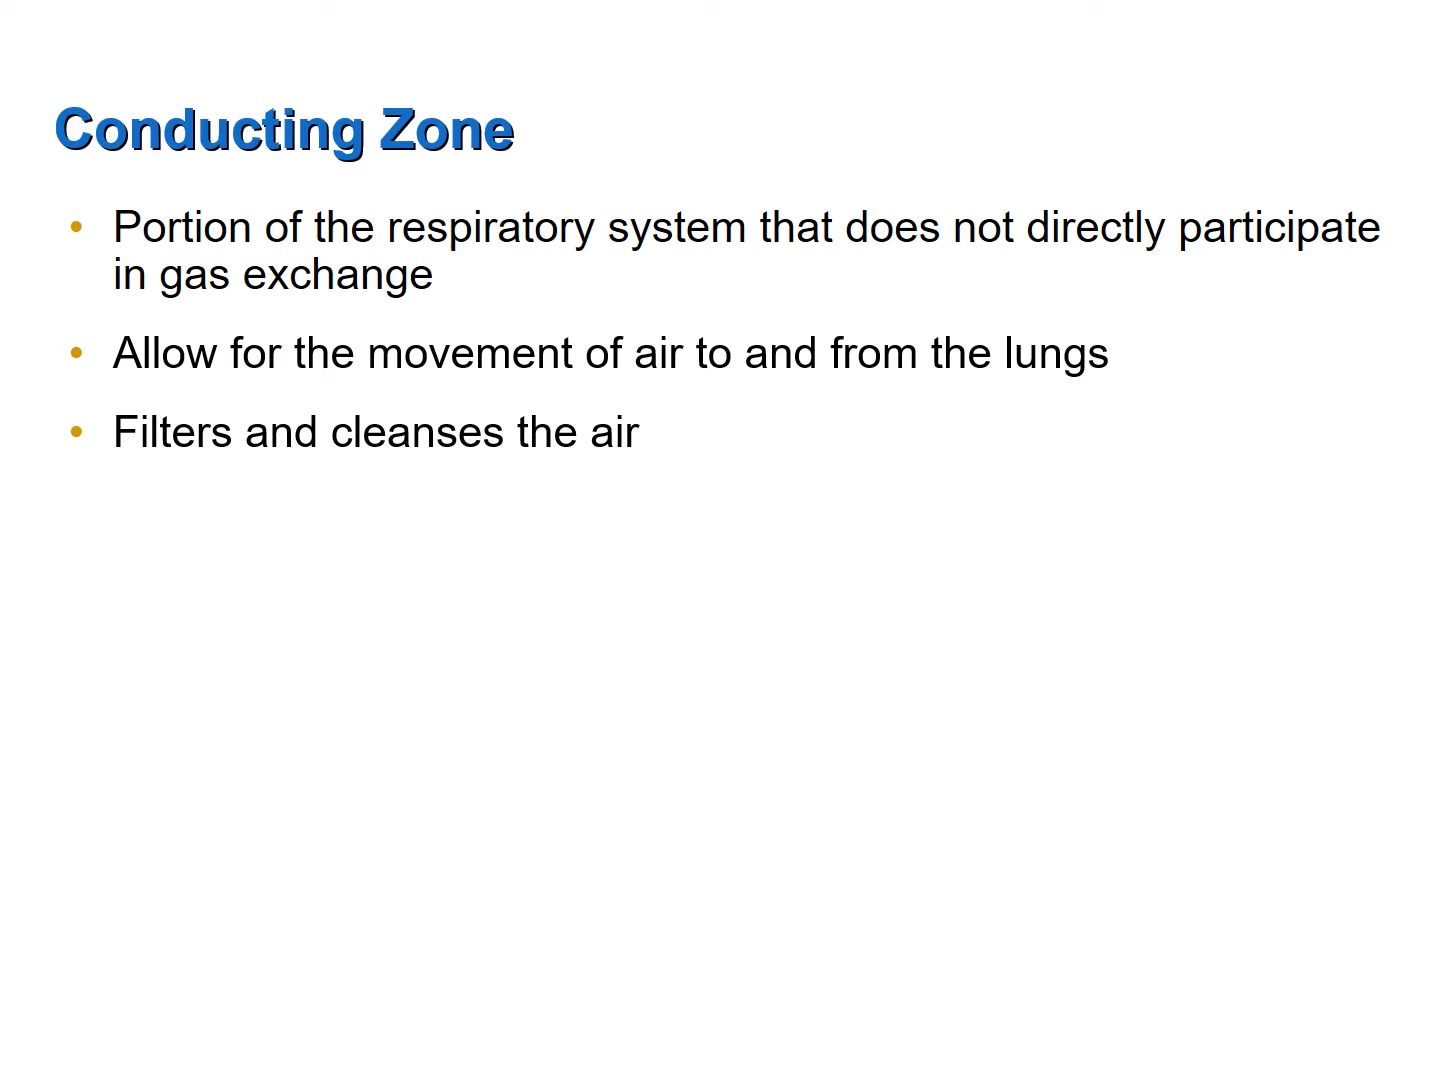 Conducting Zone
• Portion of the respiratory system that does not directly participate
in gas exchange
• Allow for the movement of air to and from the lungs
• Filters and cleanses the air